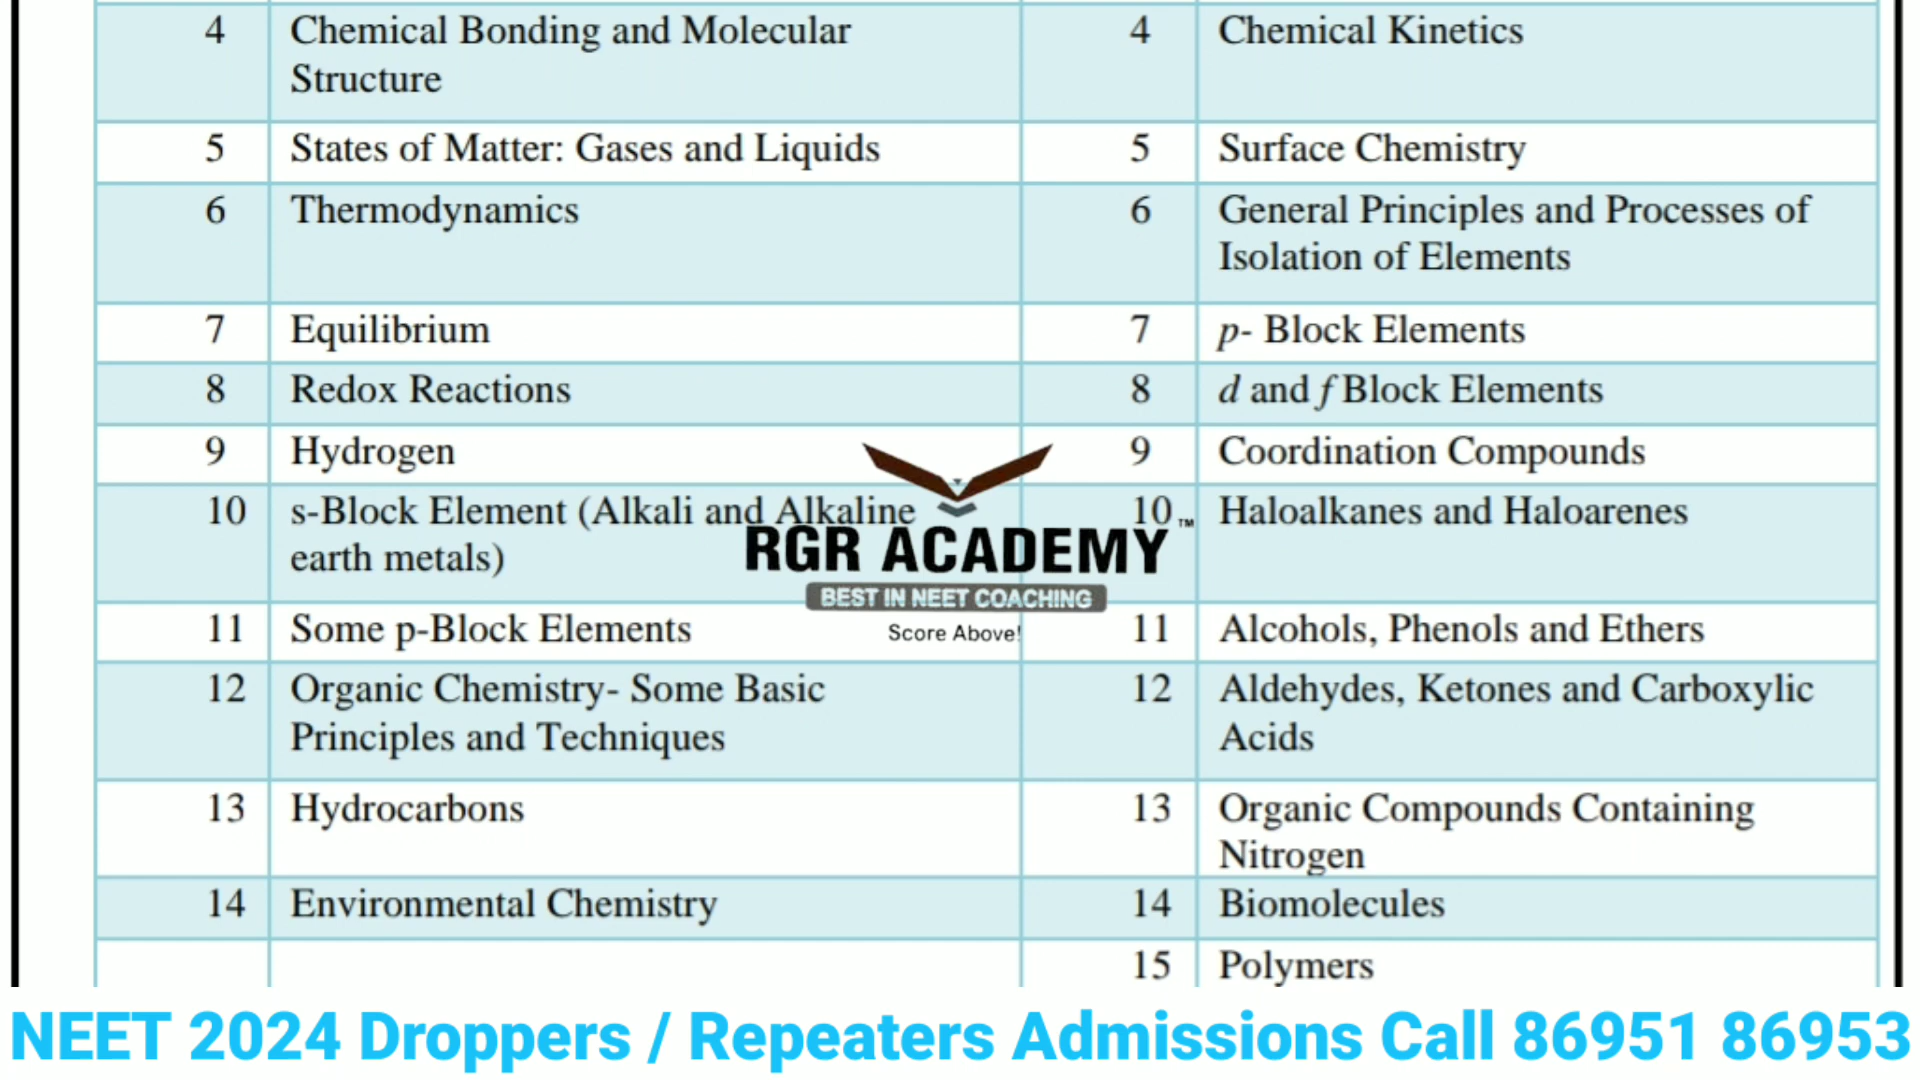 4 Chemical Bonding and Molecular 4 Chemical Kinetics
Structure
5 States of Matter: Gases and Liquids 5 Surface Chemistry
6 Thermodynamics 6 General Principles and Processes of
Isolation of Elements
7 Equilibrium 7 p- Block Elements
8 Redox Reactions 8 d and f Block Elements
9 Hydrogen 9 Coordination Compounds
10 s-Block Element (Alkali and Alkaline 10 Haloalkanes and Haloarenes
earth metals)
RGR ACADEMY™
BEST IN NEET COACHING
Score Above!
11 Some p-Block Elements 11 Alcohols, Phenols and Ethers
12 Organic Chemistry- Some Basic 12 Aldehydes, Ketones and Carboxylic
Principles and Techniques Acids
13 Hydrocarbons 13 Organic Compounds Containing
Nitrogen
14 Environmental Chemistry 14 Biomolecules
15 Polymers
NEET 2024 Droppers / Repeaters Admissions Call 86951 86953